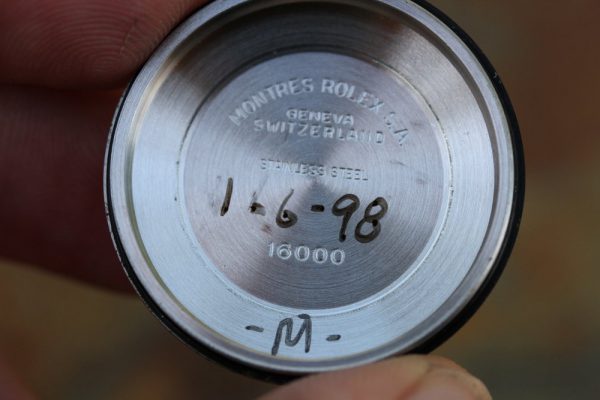 MONTRES ROLEX S.A.
GENEVA
SWITZERLAND
STAINLESS STEEL
1-6-98
16000
-M-